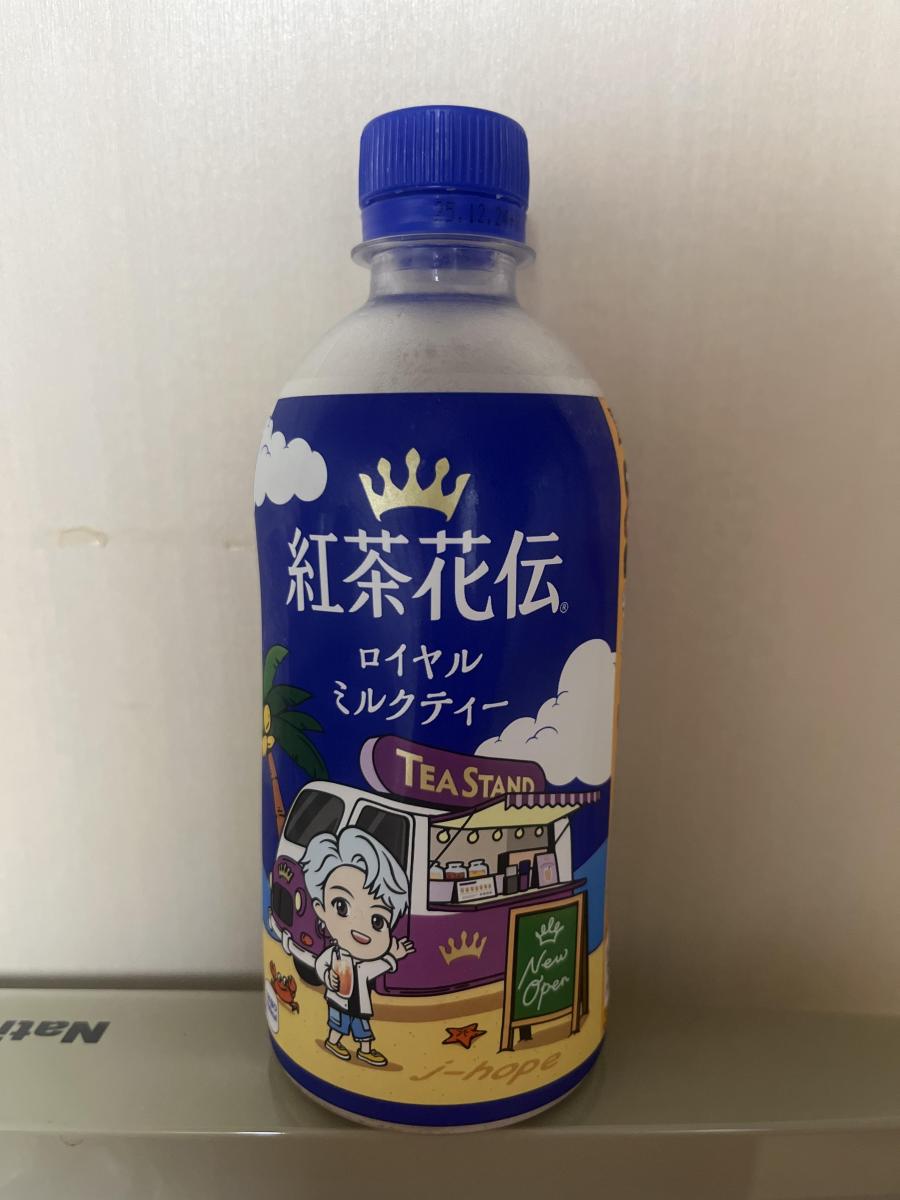 25.12.24
紅茶花伝®
ロイヤル
ミルクティー
TEA STAND
New
Open
j-hope
Nati